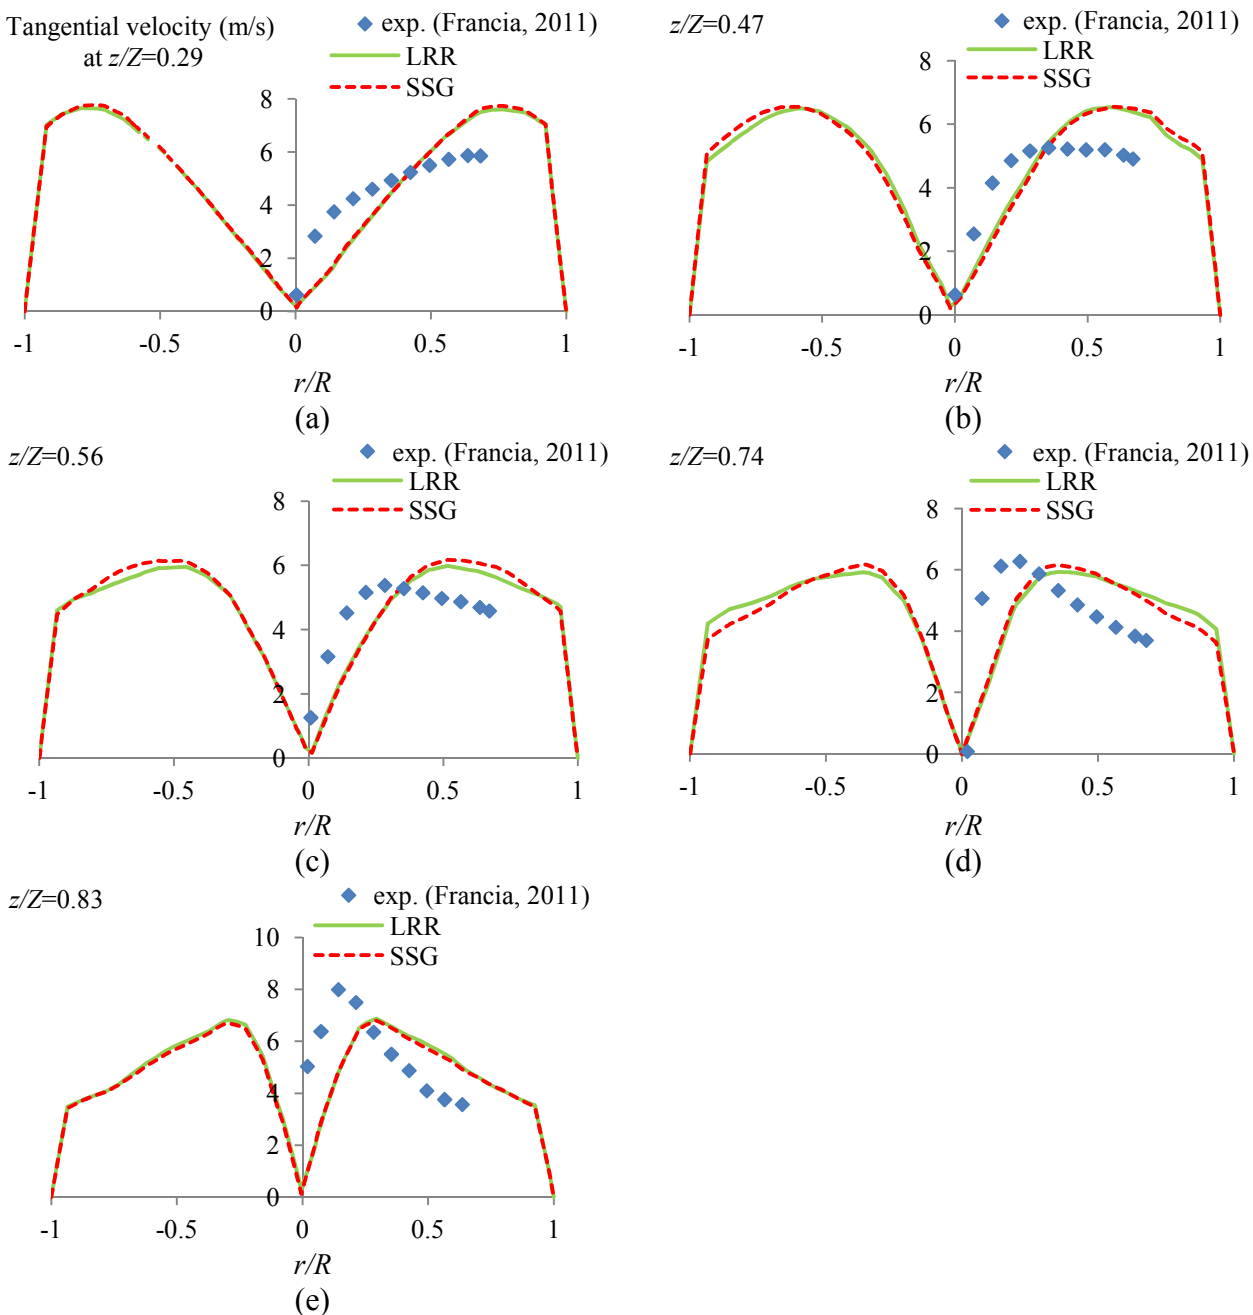 Tangential velocity (m/s)
at z/Z=0.29
exp. (Francia, 2011)
LRR
SSG
8
6
4
2
0
-1
-0.5
0
0.5
1
r/R
(a)
z/Z=0.47
exp. (Francia, 2011)
LRR
SSG
8
6
4
2
0
-1
-0.5
0
0.5
1
r/R
(b)
z/Z=0.56
exp. (Francia, 2011)
LRR
SSG
8
6
4
2
0
-1
-0.5
0
0.5
1
r/R
(c)
z/Z=0.74
exp. (Francia, 2011)
LRR
SSG
8
6
4
2
0
-1
-0.5
0
0.5
1
r/R
(d)
z/Z=0.83
exp. (Francia, 2011)
LRR
SSG
10
8
6
4
2
0
-1
-0.5
0
0.5
1
r/R
(e)